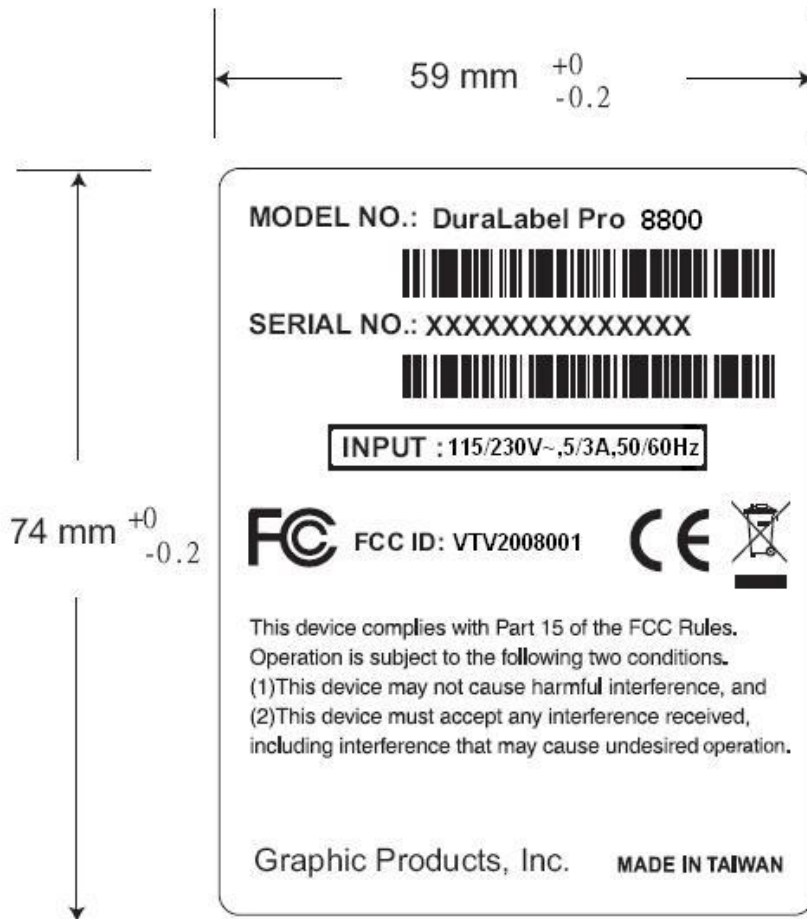 59 mm +0 -0.2
MODEL NO.: DuraLabel Pro 8800
SERIAL NO.: XXXXXXXXXXXXXX
INPUT : 115/230V~,5/3A,50/60Hz
74 mm +0 -0.2
FC FCC ID: VTV2008001 CE
This device complies with Part 15 of the FCC Rules.
Operation is subject to the following two conditions.
(1)This device may not cause harmful interference, and
(2)This device must accept any interference received,
including interference that may cause undesired operation.
Graphic Products, Inc. MADE IN TAIWAN